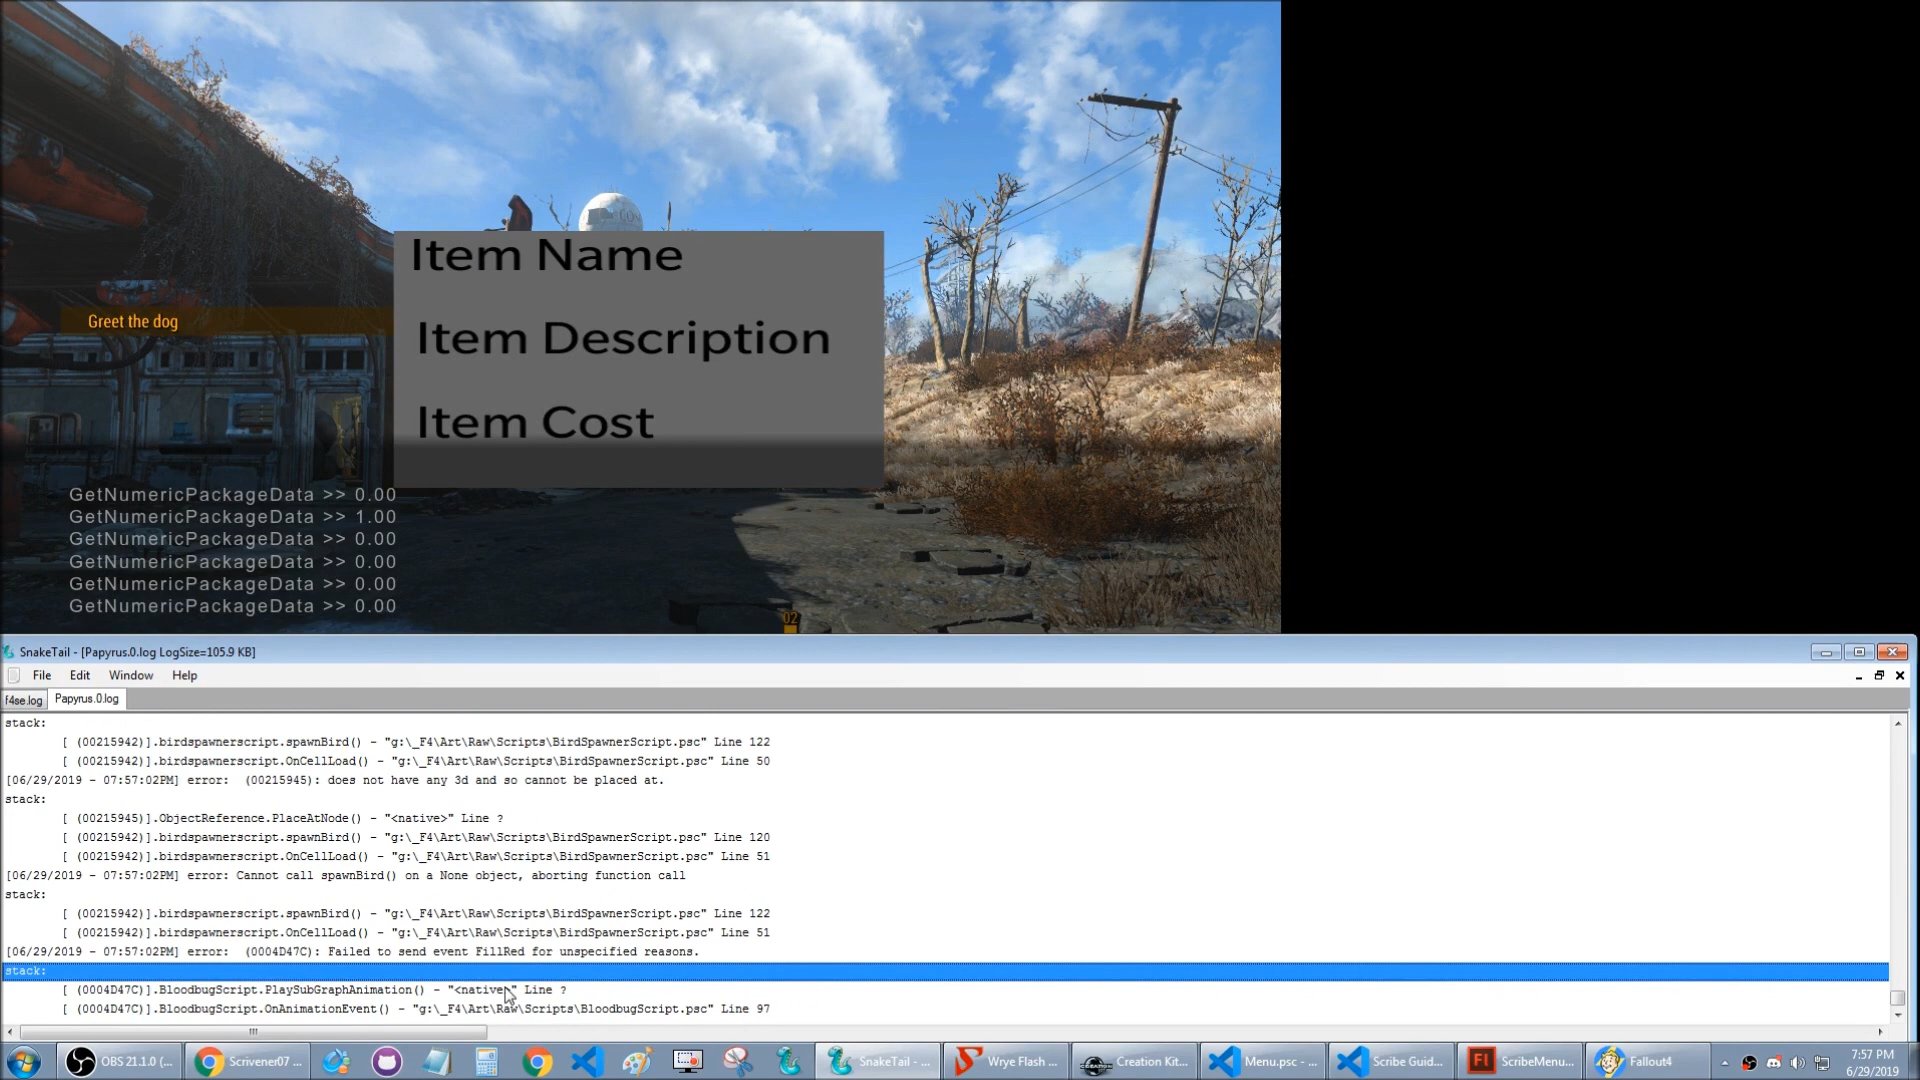 Item Name
Item Description
Item Cost
Greet the dog
GetNumericPackageData >> 0.00
GetNumericPackageData >> 1.00
GetNumericPackageData >> 0.00
GetNumericPackageData >> 0.00
GetNumericPackageData >> 0.00
GetNumericPackageData >> 0.00
02
SnakeTail - [Papyrus.0.log LogSize=105.9 KB]
File Edit Window Help
f4se.log Papyrus.0.log
stack:
[ (00215942)].birdspawnerscript.spawnBird() - "g:\_F4\Art\Raw\Scripts\BirdSpawnerScript.psc" Line 122
[ (00215942)].birdspawnerscript.OnCellLoad() - "g:\_F4\Art\Raw\Scripts\BirdSpawnerScript.psc" Line 50
[06/29/2019 - 07:57:02PM] error:  (00215945): does not have any 3d and so cannot be placed at.
stack:
[ (00215945)].ObjectReference.PlaceAtNode() - "<native>" Line ?
[ (00215942)].birdspawnerscript.spawnBird() - "g:\_F4\Art\Raw\Scripts\BirdSpawnerScript.psc" Line 120
[ (00215942)].birdspawnerscript.OnCellLoad() - "g:\_F4\Art\Raw\Scripts\BirdSpawnerScript.psc" Line 51
[06/29/2019 - 07:57:02PM] error: Cannot call spawnBird() on a None object, aborting function call
stack:
[ (00215942)].birdspawnerscript.spawnBird() - "g:\_F4\Art\Raw\Scripts\BirdSpawnerScript.psc" Line 122
[ (00215942)].birdspawnerscript.OnCellLoad() - "g:\_F4\Art\Raw\Scripts\BirdSpawnerScript.psc" Line 51
[06/29/2019 - 07:57:02PM] error:  (0004D47C): Failed to send event FillRed for unspecified reasons.
stack:
[ (0004D47C)].BloodbugScript.PlaySubGraphAnimation() - "<native>" Line ?
[ (0004D47C)].BloodbugScript.OnAnimationEvent() - "g:\_F4\Art\Raw\Scripts\BloodbugScript.psc" Line 97
OBS 21.1.0 (... Scrivener07 ... SnakeTail - ... Wrye Flash ... Creation Kit... Menu.psc - ... Scribe Guid... ScribeMenu... Fallout4 7:57 PM
6/29/2019